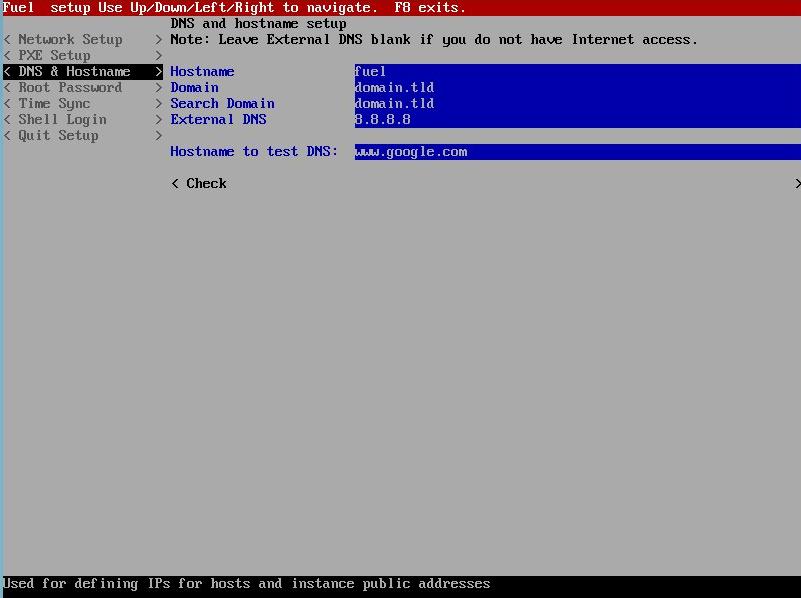 Fuel  setup Use Up/Down/Left/Right to navigate.  F8 exits.
DNS and hostname setup
< Network Setup    > Note: Leave External DNS blank if you do not have Internet access.
< PXE Setup        >
< DNS & Hostname   > Hostname               fuel
< Root Password    > Domain                 domain.tld
< Time Sync        > Search Domain          domain.tld
< Shell Login      > External DNS           8.8.8.8
< Quit Setup       >
Hostname to test DNS:  www.google.com
< Check                                                                      >
Used for defining IPs for hosts and instance public addresses